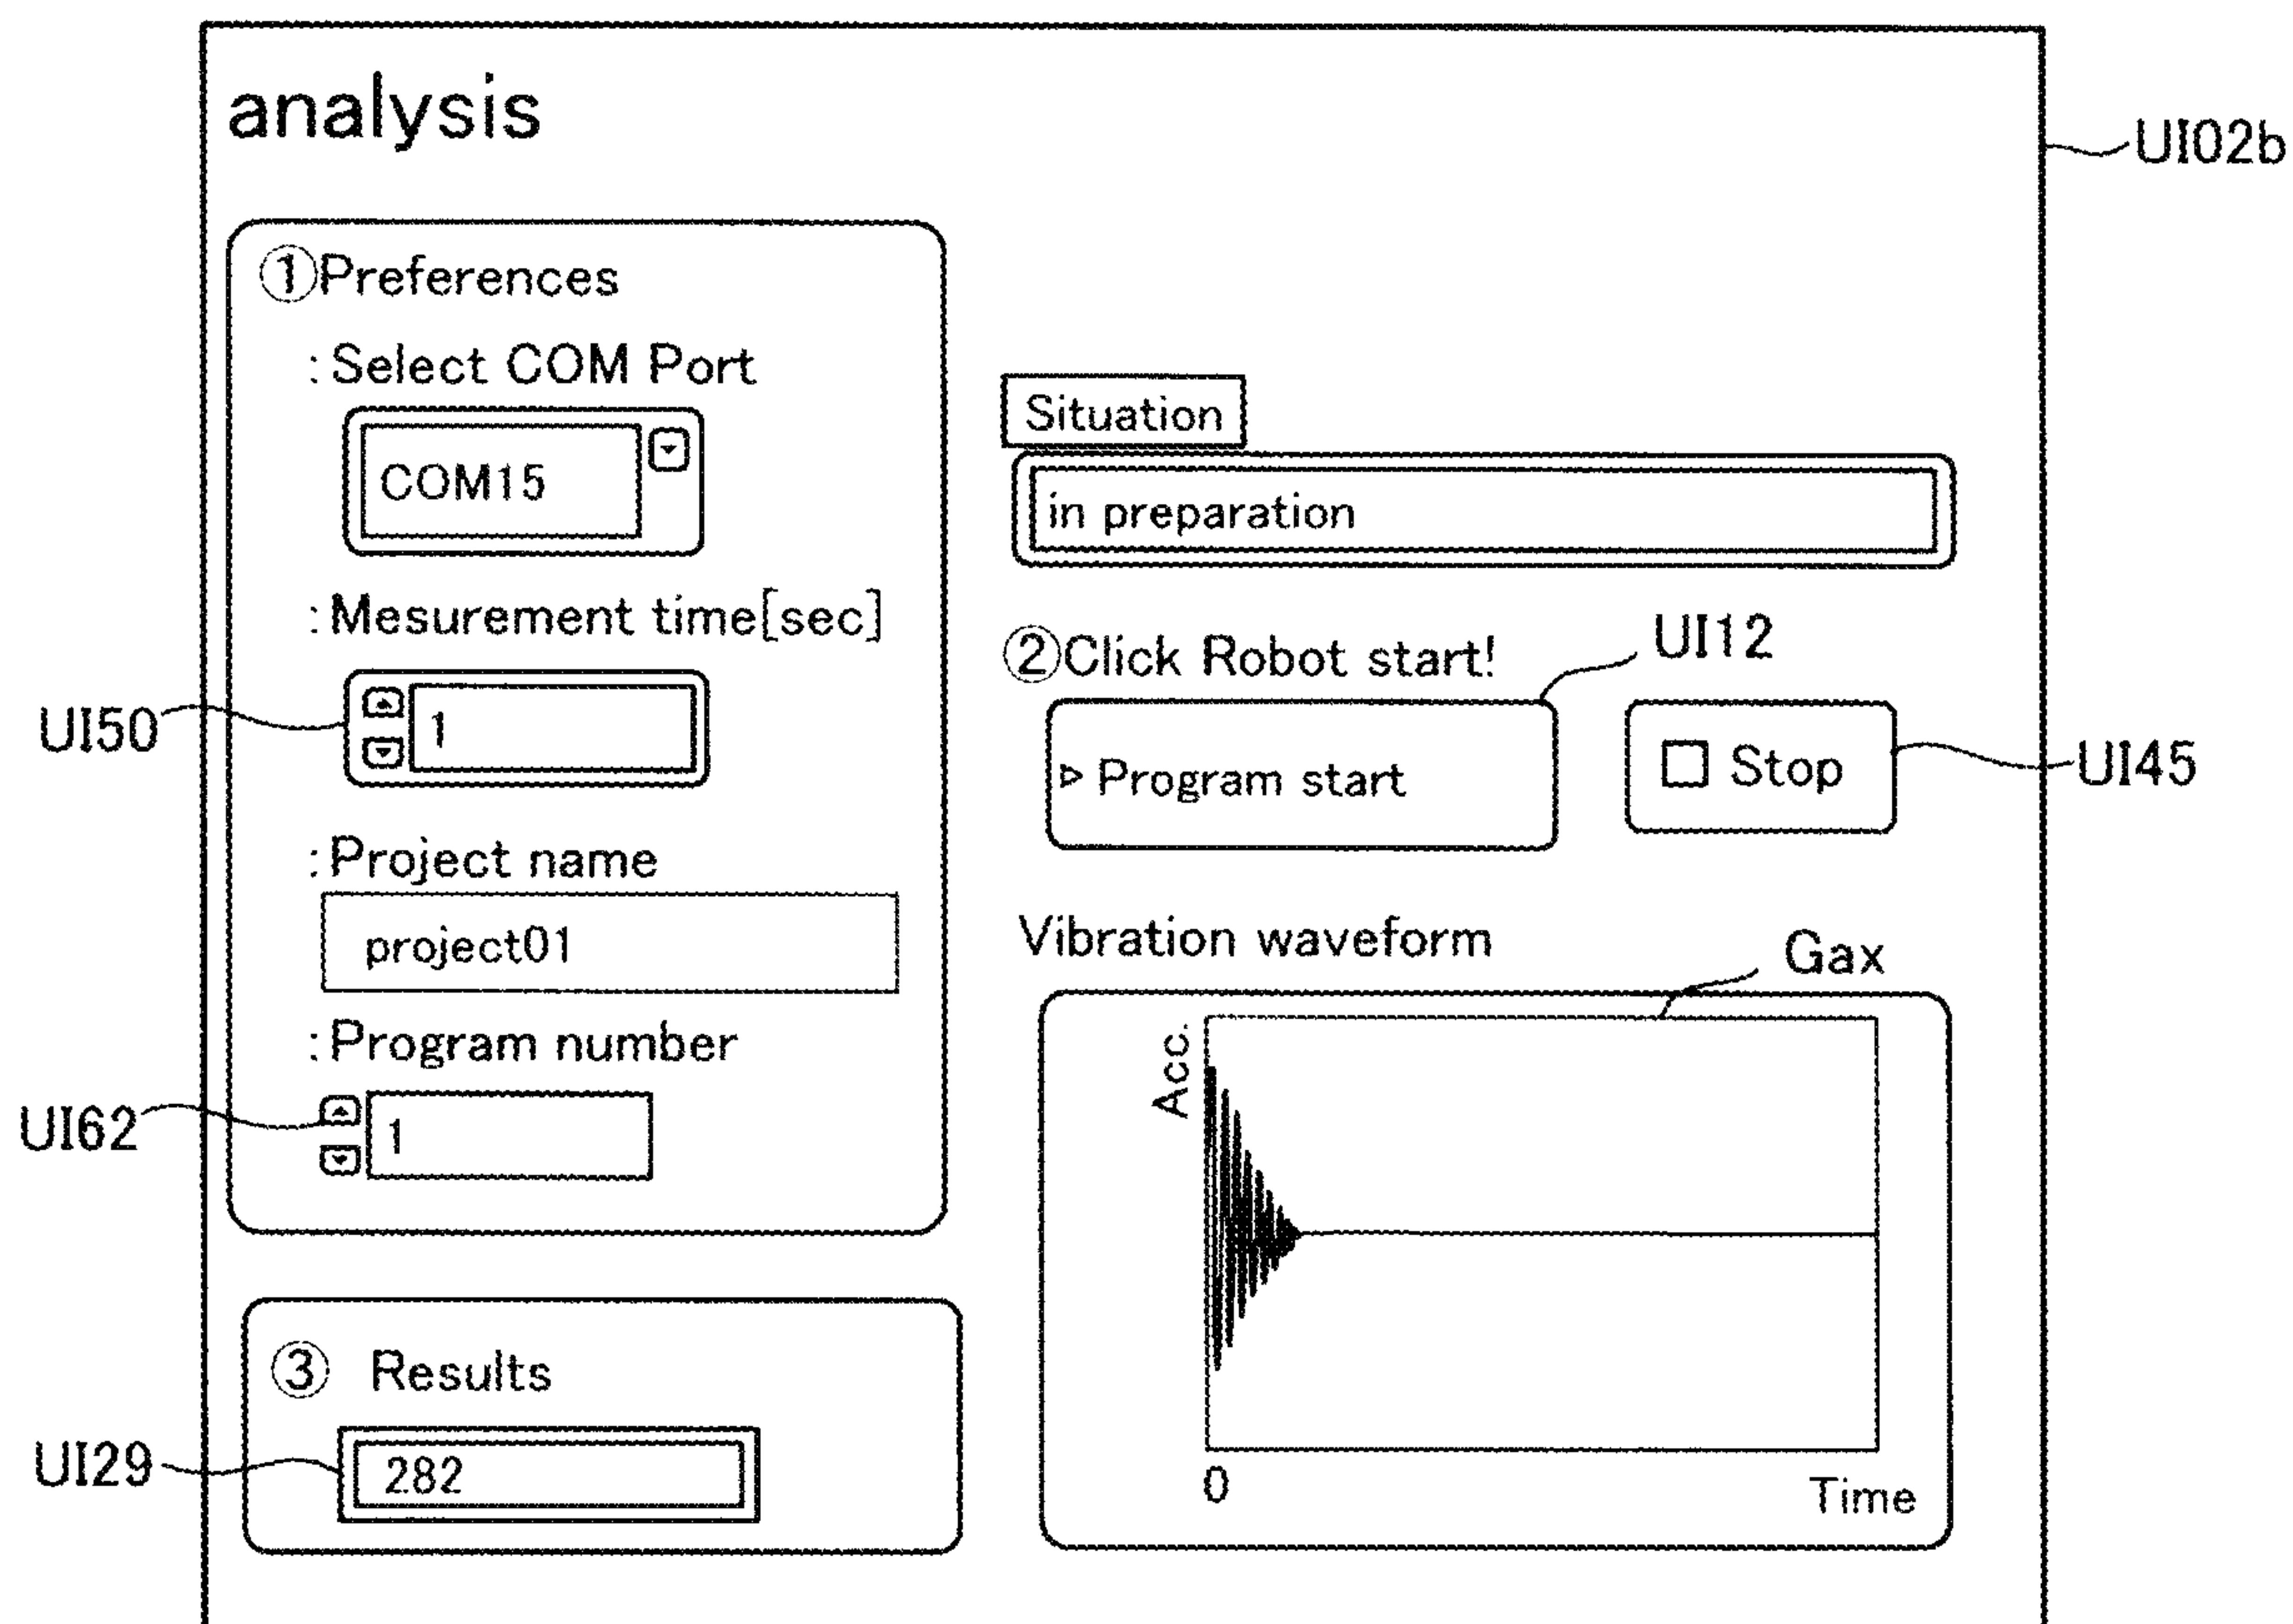 analysis
UI02b
①Preferences
:Select COM Port
COM15
:Mesurement time[sec]
UI50
1
:Project name
project01
:Program number
UI62
1
③ Results
UI29
282
Situation
in preparation
②Click Robot start!
UI12
▷ Program start
□ Stop
UI45
Vibration waveform
Gax
Acc.
0
Time